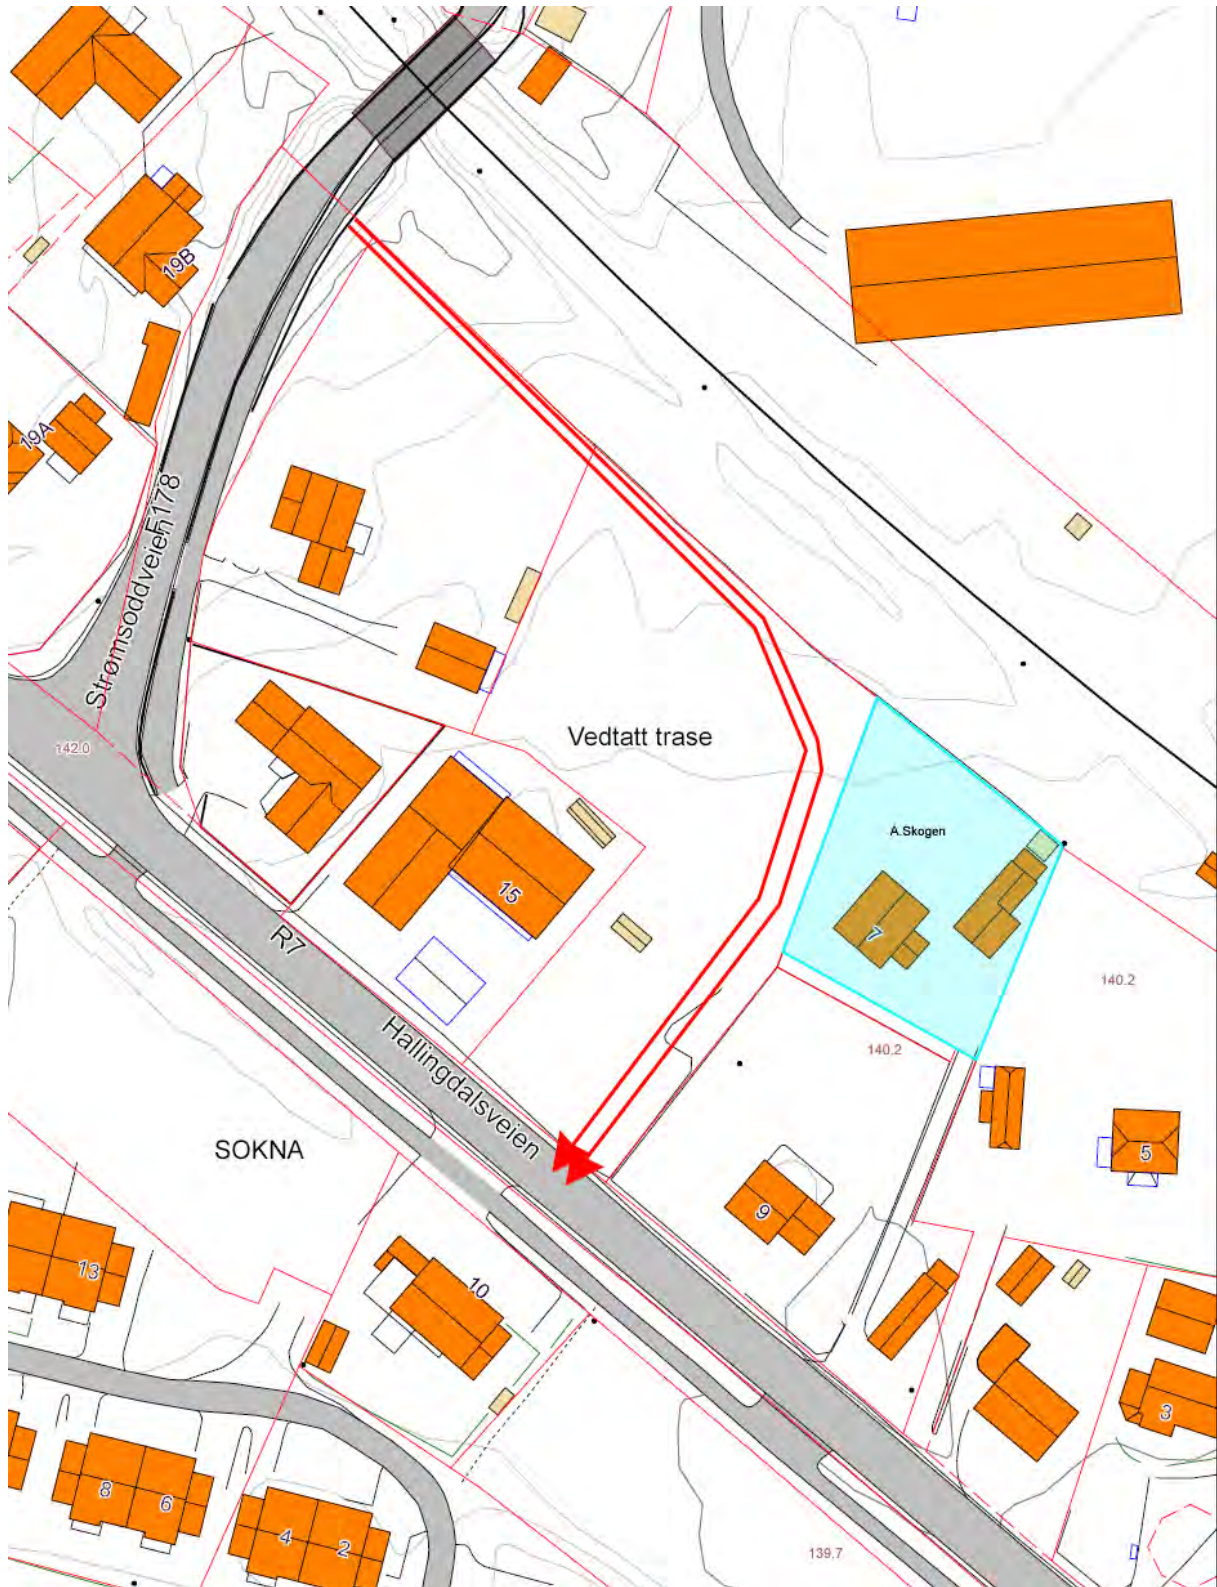 19B
19A
F178
Strømsoddveien
142.0
Vedtatt trase
A.Skogen
7
15
R7
140.2
140.2
Hallingdalsveien
SOKNA
5
9
13
10
3
8
6
4
2
139.7